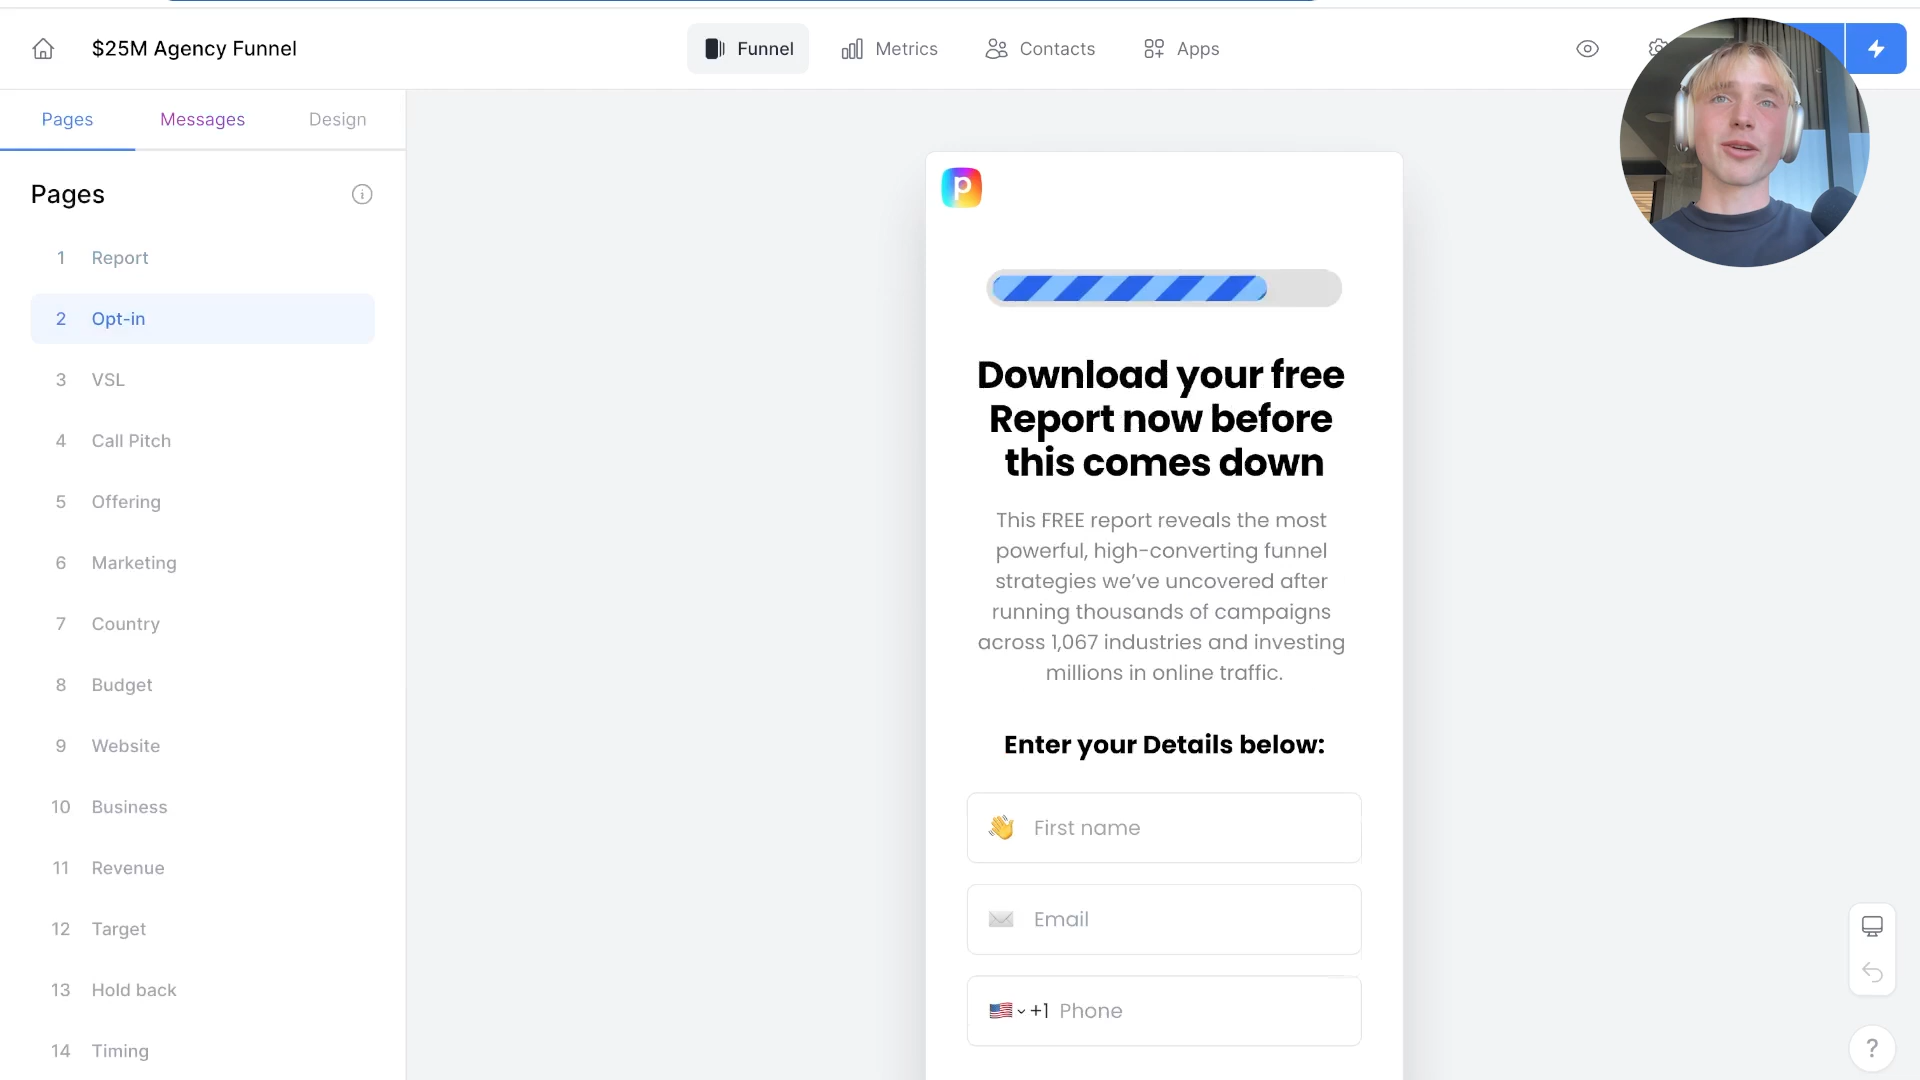 $25M Agency Funnel
Funnel
Metrics
Contacts
Apps
Pages
Messages
Design
Pages
1 Report
2 Opt-in
3 VSL
4 Call Pitch
5 Offering
6 Marketing
7 Country
8 Budget
9 Website
10 Business
11 Revenue
12 Target
13 Hold back
14 Timing
p
Download your free
Report now before
this comes down
This FREE report reveals the most
powerful, high-converting funnel
strategies we’ve uncovered after
running thousands of campaigns
across 1,067 industries and investing
millions in online traffic.
Enter your Details below:
First name
Email
+1 Phone
?